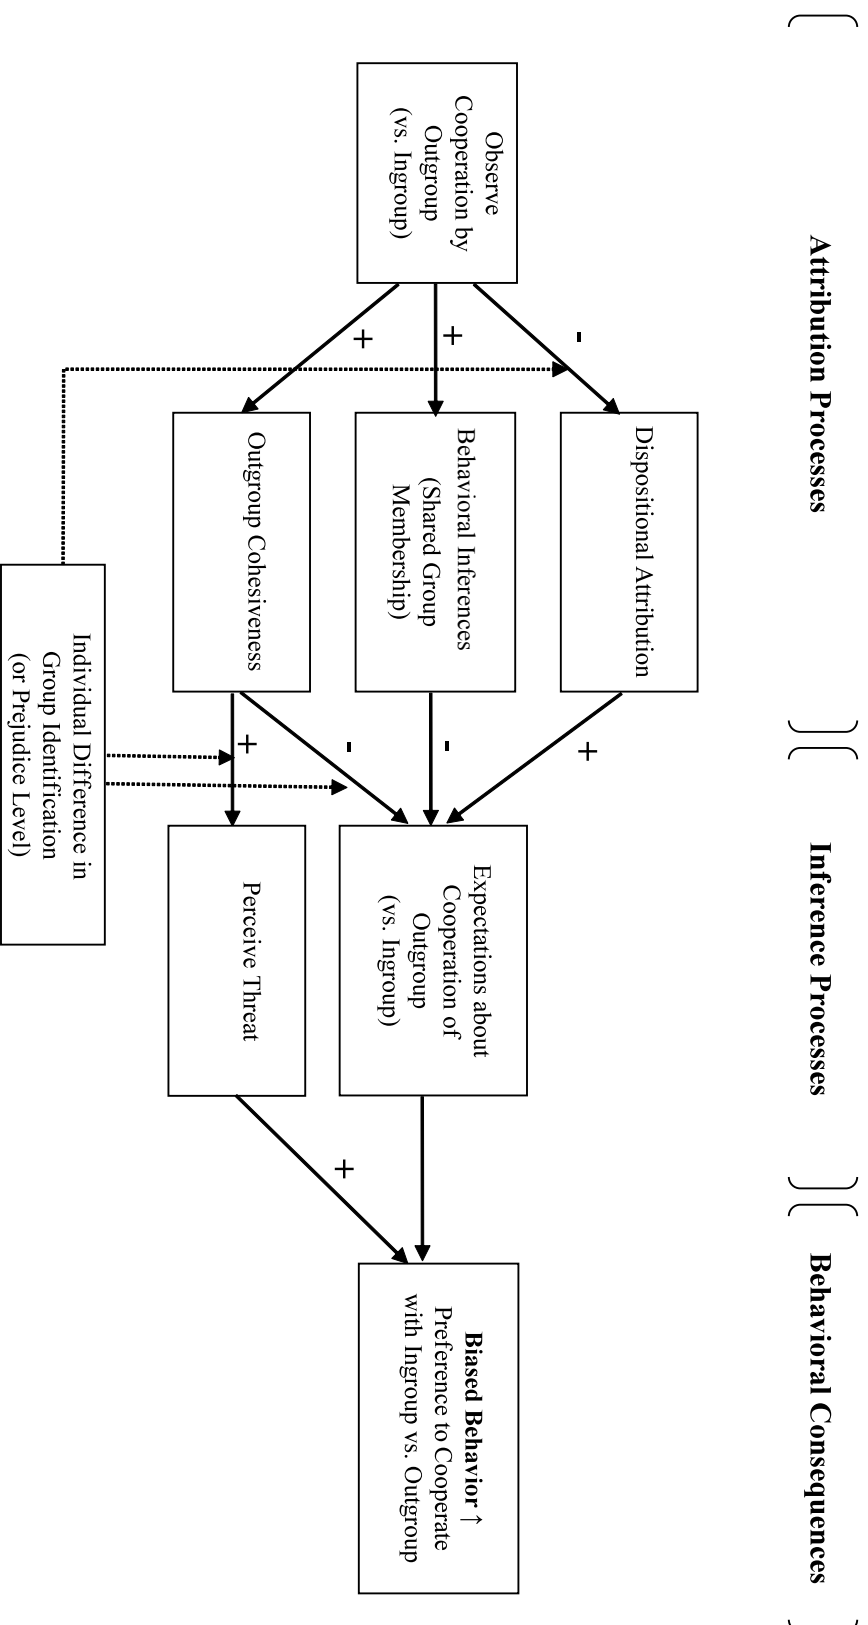 Attribution Processes
Inference Processes
Behavioral Consequences
Observe
Cooperation by
Outgroup
(vs. Ingroup)
-
+
+
Dispositional Attribution
Behavioral Inferences
(Shared Group
Membership)
Outgroup Cohesiveness
+
-
-
+
Expectations about
Cooperation of
Outgroup
(vs. Ingroup)
Perceive Threat
+
Biased Behavior ↑
Preference to Cooperate
with Ingroup vs. Outgroup
Individual Difference in
Group Identification
(or Prejudice Level)